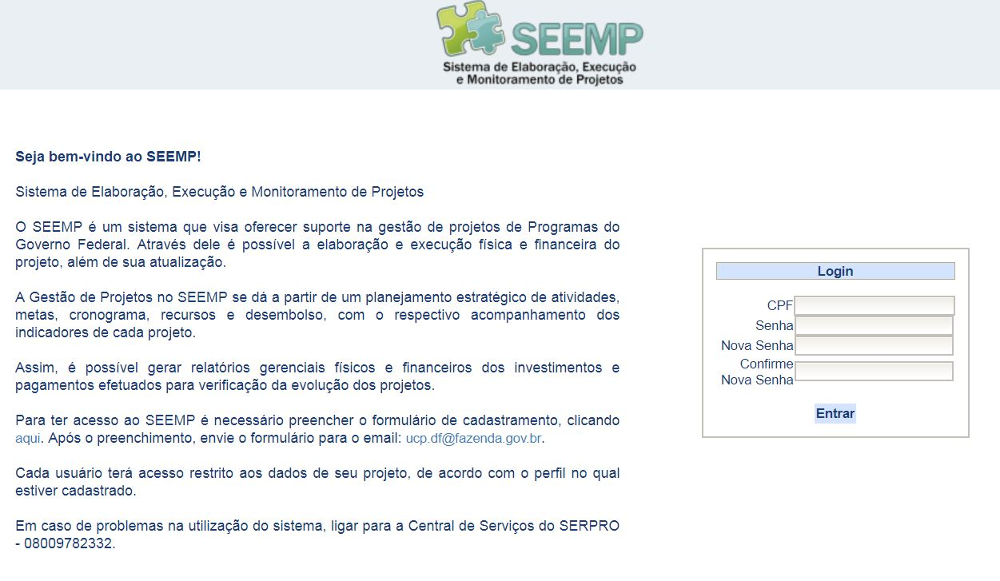 SEEMP
Sistema de Elaboração, Execução
e Monitoramento de Projetos
Seja bem-vindo ao SEEMP!
Sistema de Elaboração, Execução e Monitoramento de Projetos
O SEEMP é um sistema que visa oferecer suporte na gestão de projetos de Programas do
Governo Federal. Através dele é possível a elaboração e execução física e financeira do
projeto, além de sua atualização.
A Gestão de Projetos no SEEMP se dá a partir de um planejamento estratégico de atividades,
metas, cronograma, recursos e desembolso, com o respectivo acompanhamento dos
indicadores de cada projeto.
Assim, é possível gerar relatórios gerenciais físicos e financeiros dos investimentos e
pagamentos efetuados para verificação da evolução dos projetos.
Para ter acesso ao SEEMP é necessário preencher o formulário de cadastramento, clicando
aqui. Após o preenchimento, envie o formulário para o email: ucp.df@fazenda.gov.br.
Cada usuário terá acesso restrito aos dados de seu projeto, de acordo com o perfil no qual
estiver cadastrado.
Em caso de problemas na utilização do sistema, ligar para a Central de Serviços do SERPRO
- 08009782332.
Login
CPF
Senha
Nova Senha
Confirme
Nova Senha
Entrar